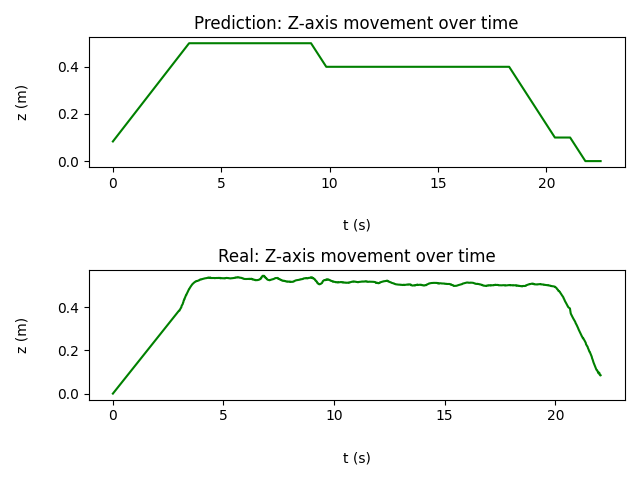 Prediction: Z-axis movement over time
0.4
0.2
0.0
z (m)
0 5 10 15 20
t (s)
Real: Z-axis movement over time
0.4
0.2
0.0
z (m)
0 5 10 15 20
t (s)